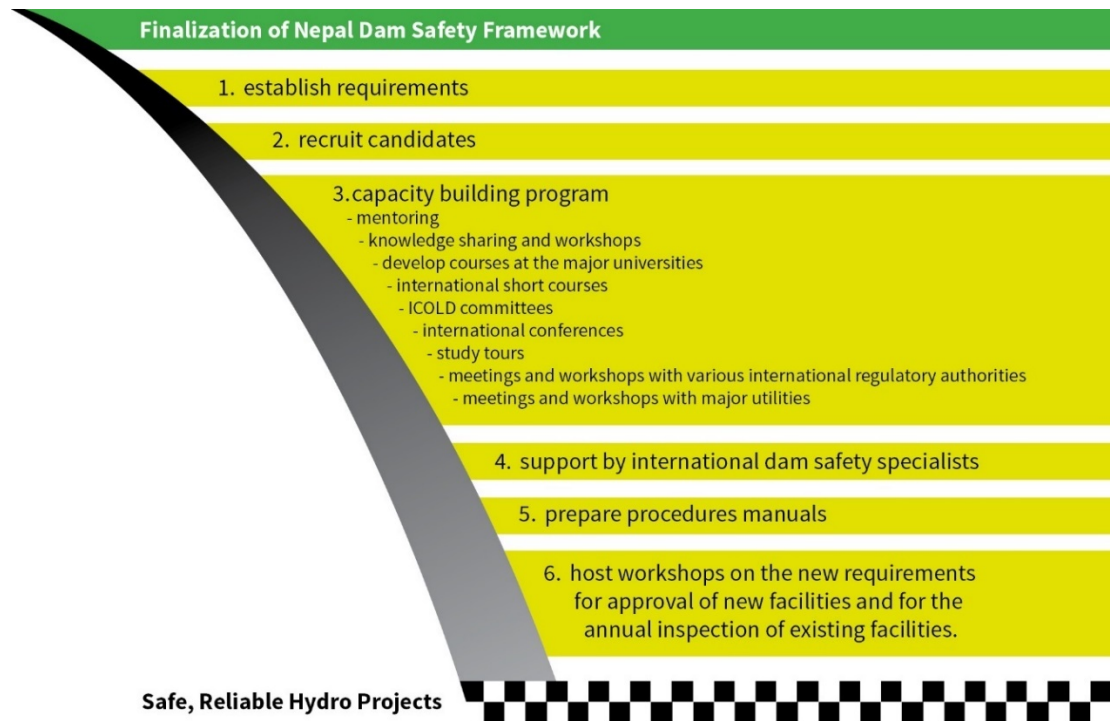 Finalization of Nepal Dam Safety Framework
1. establish requirements
2. recruit candidates
3.capacity building program
- mentoring
- knowledge sharing and workshops
- develop courses at the major universities
- international short courses
- ICOLD committees
- international conferences
- study tours
- meetings and workshops with various international regulatory authorities
- meetings and workshops with major utilities
4. support by international dam safety specialists
5. prepare procedures manuals
6. host workshops on the new requirements
for approval of new facilities and for the
annual inspection of existing facilities.
Safe, Reliable Hydro Projects